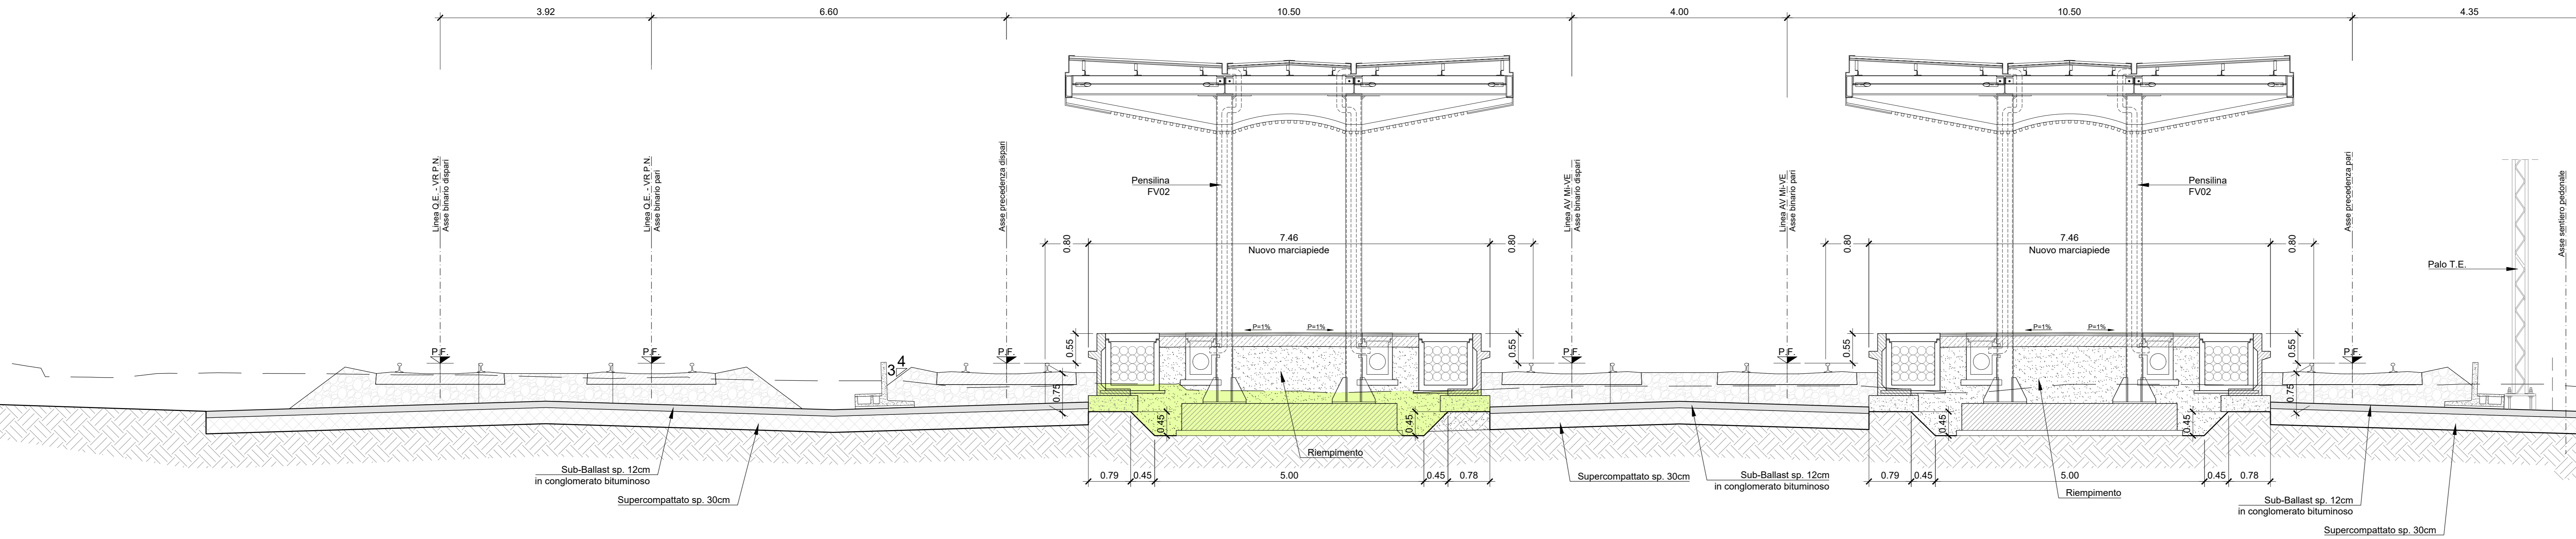 3.92
6.60
10.50
4.00
10.50
4.35
Linea Q.E. - VR P.N.
Asse binario dispari
Linea Q.E. - VR P.N.
Asse binario pari
Asse precedenza dispari
Pensilina
FV02
Linea AV Mi-VE
Asse binario dispari
Linea AV Mi-VE
Asse binario pari
Pensilina
FV02
Asse precedenza pari
Asse sentiero pedonale
0.80
7.46
Nuovo marciapiede
0.80
0.80
7.46
Nuovo marciapiede
0.80
Palo T.E.
P=1%
P=1%
P=1%
P=1%
P.F.
P.F.
P.F.
0.55
0.55
P.F.
P.F.
0.55
0.55
P.F.
4
3
0.75
0.75
0.45
0.45
0.45
0.45
Riempimento
Sub-Ballast sp. 12cm
in conglomerato bituminoso
Supercompattato sp. 30cm
0.79
0.45
5.00
0.45
0.78
Supercompattato sp. 30cm
Sub-Ballast sp. 12cm
in conglomerato bituminoso
0.79
0.45
5.00
0.45
0.78
Riempimento
Sub-Ballast sp. 12cm
in conglomerato bituminoso
Supercompattato sp. 30cm